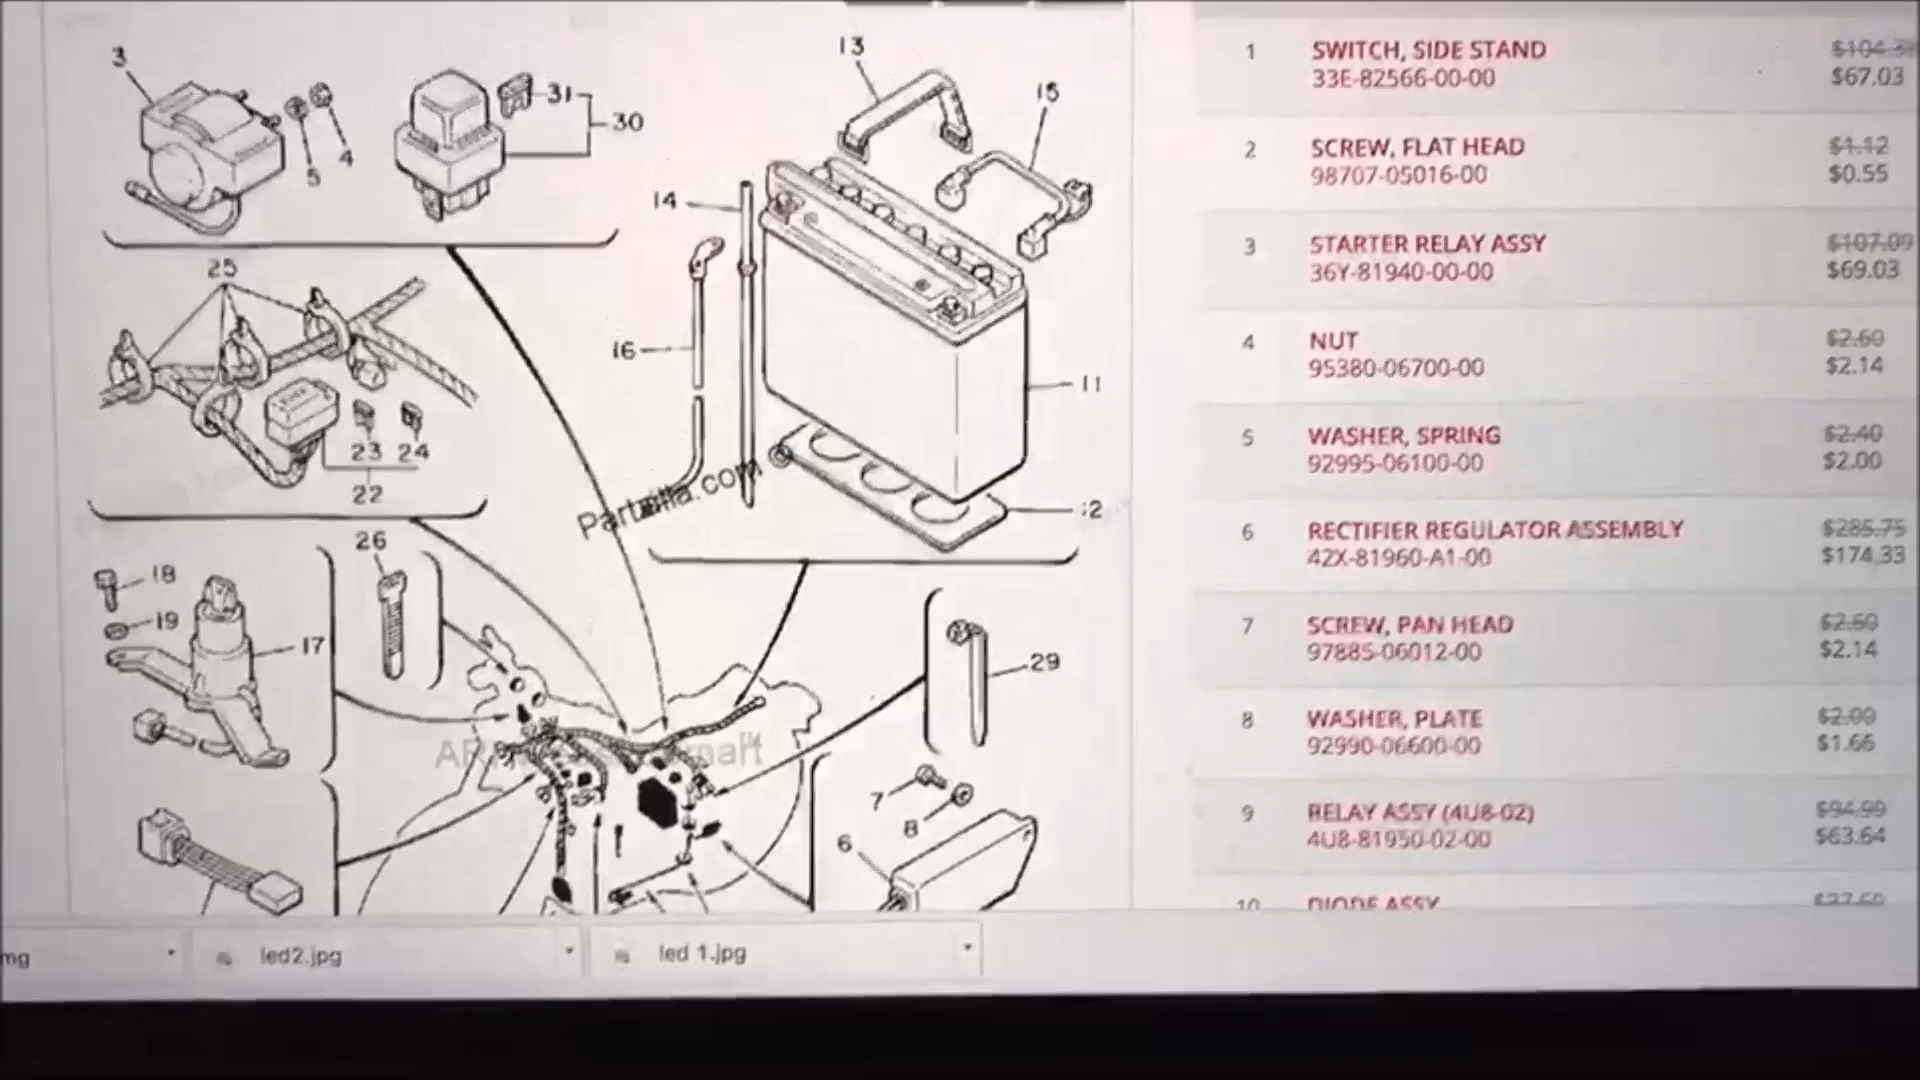 3
13
15
31
30
4
5
14
25
16
11
23 24
22
Partzilla.com
26
18
19
17
29
7
8
6
1 SWITCH, SIDE STAND $104.38
33E-82566-00-00 $67.03
2 SCREW, FLAT HEAD $1.12
98707-05016-00 $0.55
3 STARTER RELAY ASSY $107.09
36Y-81940-00-00 $69.03
4 NUT $2.60
95380-06700-00 $2.14
5 WASHER, SPRING $2.40
92995-06100-00 $2.00
6 RECTIFIER REGULATOR ASSEMBLY $285.75
42X-81960-A1-00 $174.33
7 SCREW, PAN HEAD $2.60
97885-06012-00 $2.14
8 WASHER, PLATE $2.00
92990-06600-00 $1.66
9 RELAY ASSY (4U8-02) $94.99
4U8-81950-02-00 $63.64
10 DIODE ASSY
mg
led2.jpg
led 1.jpg